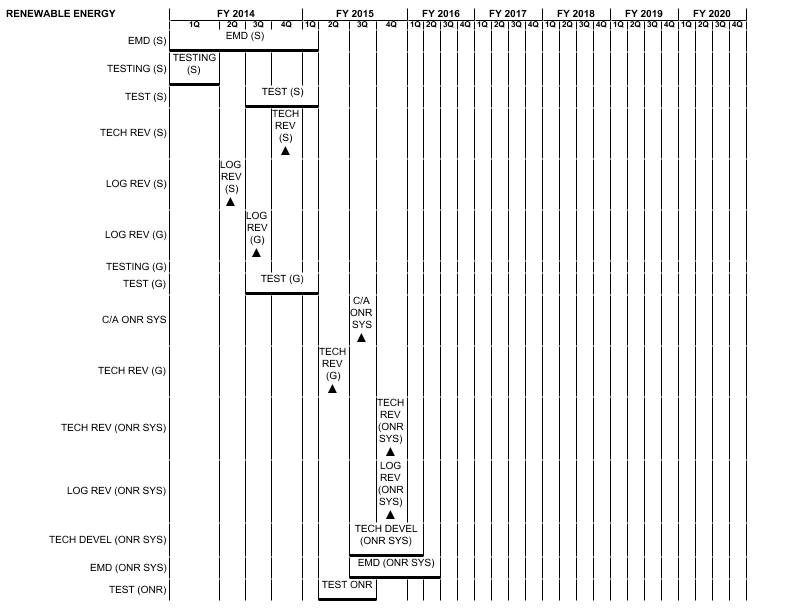 RENEWABLE ENERGY
FY 2014 FY 2015 FY 2016 FY 2017 FY 2018 FY 2019 FY 2020
1Q 2Q 3Q 4Q 1Q 2Q 3Q 4Q 1Q 2Q 3Q 4Q 1Q 2Q 3Q 4Q 1Q 2Q 3Q 4Q 1Q 2Q 3Q 4Q 1Q 2Q 3Q 4Q
EMD (S)
EMD (S)
TESTING (S)
TESTING
(S)
TEST (S)
TEST (S)
TECH REV (S)
TECH
REV
(S)
LOG REV (S)
LOG
REV
(S)
LOG REV (G)
LOG
REV
(G)
TESTING (G)
TEST (G)
TEST (G)
C/A ONR SYS
C/A
ONR
SYS
TECH REV (G)
TECH
REV
(G)
TECH REV (ONR SYS)
TECH
REV
(ONR
SYS)
LOG REV (ONR SYS)
LOG
REV
(ONR
SYS)
TECH DEVEL (ONR SYS)
TECH DEVEL
(ONR SYS)
EMD (ONR SYS)
EMD (ONR SYS)
TEST (ONR)
TEST ONR